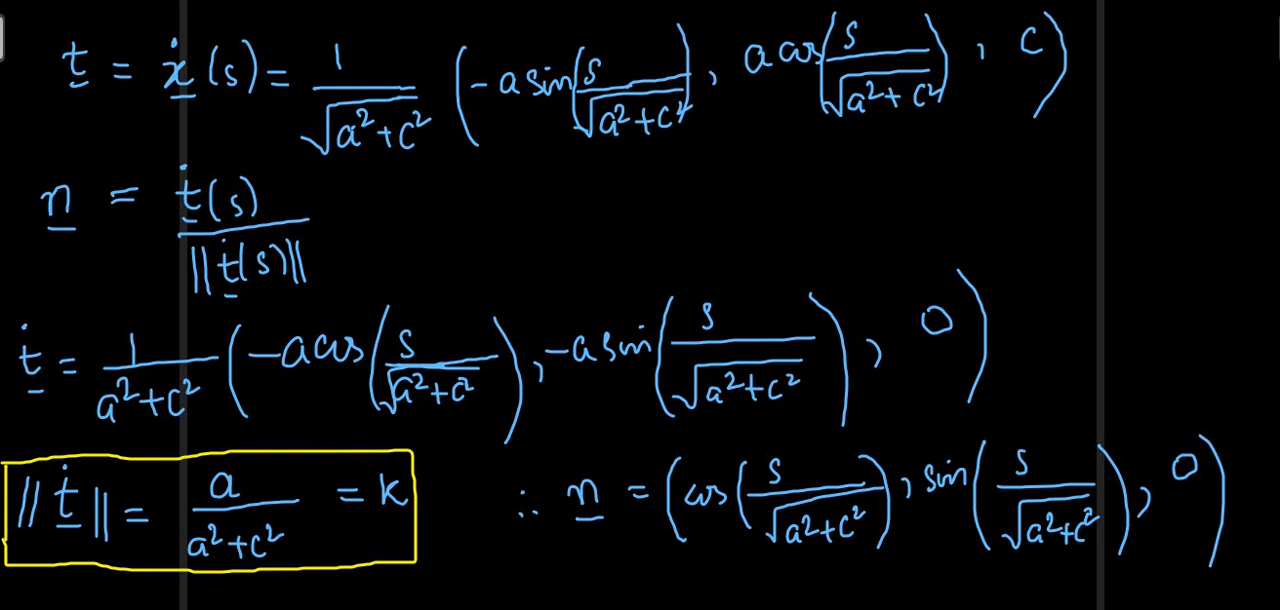 t = ẋ(s) = 1/√(a²+c²) (-a sin(s/√(a²+c²)), a cos(s/√(a²+c²)), c)
n = ṫ(s)/||ṫ(s)||
ṫ = 1/(a²+c²) (-a cos(s/√(a²+c²)), -a sin(s/√(a²+c²)), 0)
||ṫ|| = a/(a²+c²) = k ∴ n = (cos(s/√(a²+c²)), sin(s/√(a²+c²)), 0)